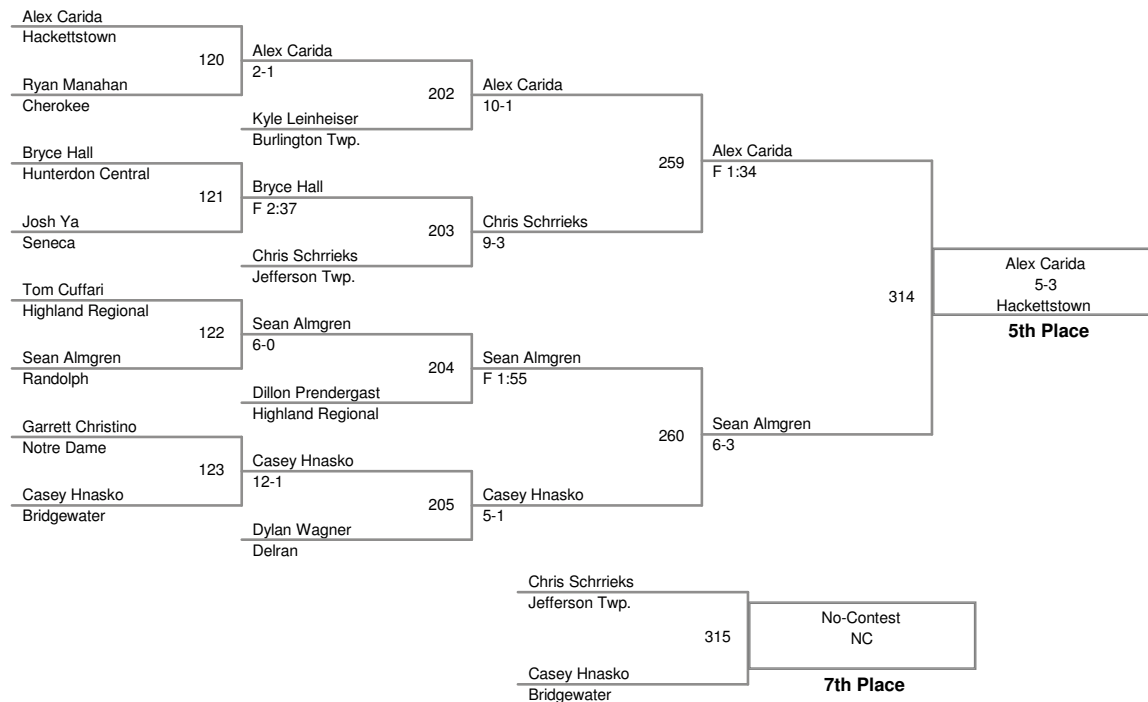 Alex Carida
Hackettstown
120
Ryan Manahan
Cherokee
Bryce Hall
Hunterdon Central
121
Josh Ya
Seneca
Tom Cuffari
Highland Regional
122
Sean Almgren
Randolph
Garrett Christino
Notre Dame
123
Casey Hnasko
Bridgewater
Alex Carida
2-1
202
Kyle Leinheiser
Burlington Twp.
Bryce Hall
F 2:37
203
Chris Schrrieks
Jefferson Twp.
Sean Almgren
6-0
204
Dillon Prendergast
Highland Regional
Casey Hnasko
12-1
205
Dylan Wagner
Delran
Alex Carida
10-1
259
Chris Schrrieks
9-3
Sean Almgren
F 1:55
260
Casey Hnasko
5-1
Alex Carida
F 1:34
314
Sean Almgren
6-3
Alex Carida
5-3
Hackettstown
5th Place
Chris Schrrieks
Jefferson Twp.
315
Casey Hnasko
Bridgewater
No-Contest
NC
7th Place